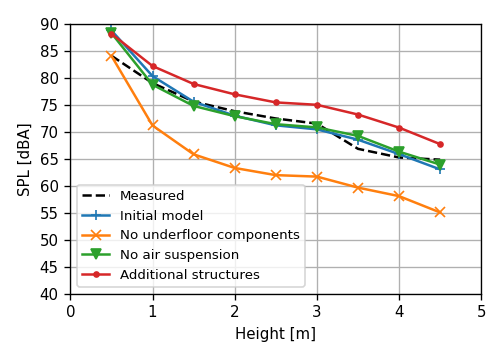 90
85
80
75
70
65
60
55
50
45
40
SPL [dBA]
Measured
Initial model
No underfloor components
No air suspension
Additional structures
0 1 2 3 4 5
Height [m]